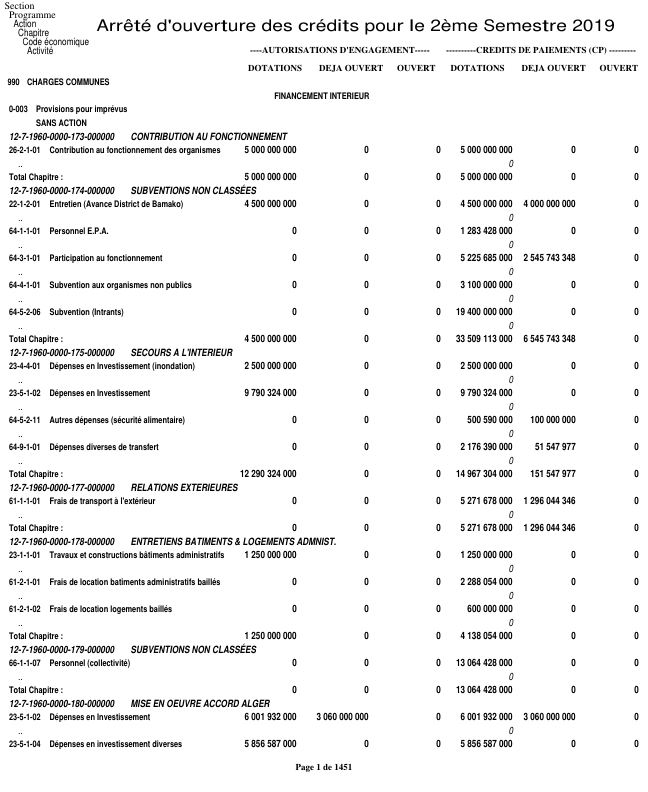 Section
Programme
Action
Chapitre
Code économique
Activité
Arrêté d'ouverture des crédits pour le 2ème Semestre 2019
----AUTORISATIONS D'ENGAGEMENT----- ----------CREDITS DE PAIEMENTS (CP) ---------
DOTATIONS DEJA OUVERT OUVERT DOTATIONS DEJA OUVERT OUVERT
990 CHARGES COMMUNES
FINANCEMENT INTERIEUR
0-003 Provisions pour imprévus
SANS ACTION
12-7-1960-0000-173-000000 CONTRIBUTION AU FONCTIONNEMENT
26-2-1-01 Contribution au fonctionnement des organismes 5 000 000 000 0 0 5 000 000 000 0 0
.. 0
Total Chapitre : 5 000 000 000 0 0 5 000 000 000 0 0
12-7-1960-0000-174-000000 SUBVENTIONS NON CLASSÉES
22-1-2-01 Entretien (Avance District de Bamako) 4 500 000 000 0 0 4 500 000 000 4 000 000 000 0
.. 0
64-1-1-01 Personnel E.P.A. 0 0 0 1 283 428 000 0 0
.. 0
64-3-1-01 Participation au fonctionnement 0 0 0 5 225 685 000 2 545 743 348 0
.. 0
64-4-1-01 Subvention aux organismes non publics 0 0 0 3 100 000 000 0 0
.. 0
64-5-2-06 Subvention (Intrants) 0 0 0 19 400 000 000 0 0
.. 0
Total Chapitre : 4 500 000 000 0 0 33 509 113 000 6 545 743 348 0
12-7-1960-0000-175-000000 SECOURS A L'INTERIEUR
23-4-4-01 Dépenses en Investissement (inondation) 2 500 000 000 0 0 2 500 000 000 0 0
.. 0
23-5-1-02 Dépenses en Investissement 9 790 324 000 0 0 9 790 324 000 0 0
.. 0
64-5-2-11 Autres dépenses (sécurité alimentaire) 0 0 0 500 590 000 100 000 000 0
.. 0
64-9-1-01 Dépenses diverses de transfert 0 0 0 2 176 390 000 51 547 977 0
.. 0
Total Chapitre : 12 290 324 000 0 0 14 967 304 000 151 547 977 0
12-7-1960-0000-177-000000 RELATIONS EXTERIEURES
61-1-1-01 Frais de transport à l'extérieur 0 0 0 5 271 678 000 1 296 044 346 0
.. 0
Total Chapitre : 0 0 0 5 271 678 000 1 296 044 346 0
12-7-1960-0000-178-000000 ENTRETIENS BATIMENTS & LOGEMENTS ADMNIST.
23-1-1-01 Travaux et constructions bâtiments administratifs 1 250 000 000 0 0 1 250 000 000 0 0
.. 0
61-2-1-01 Frais de location batiments administratifs baillés 0 0 0 2 288 054 000 0 0
.. 0
61-2-1-02 Frais de location logements baillés 0 0 0 600 000 000 0 0
.. 0
Total Chapitre : 1 250 000 000 0 0 4 138 054 000 0 0
12-7-1960-0000-179-000000 SUBVENTIONS NON CLASSÉES
66-1-1-07 Personnel (collectivité) 0 0 0 13 064 428 000 0 0
.. 0
Total Chapitre : 0 0 0 13 064 428 000 0 0
12-7-1960-0000-180-000000 MISE EN OEUVRE ACCORD ALGER
23-5-1-02 Dépenses en Investissement 6 001 932 000 3 060 000 000 0 6 001 932 000 3 060 000 000 0
.. 0
23-5-1-04 Dépenses en investissement diverses 5 856 587 000 0 0 5 856 587 000 0 0
Page 1 de 1451